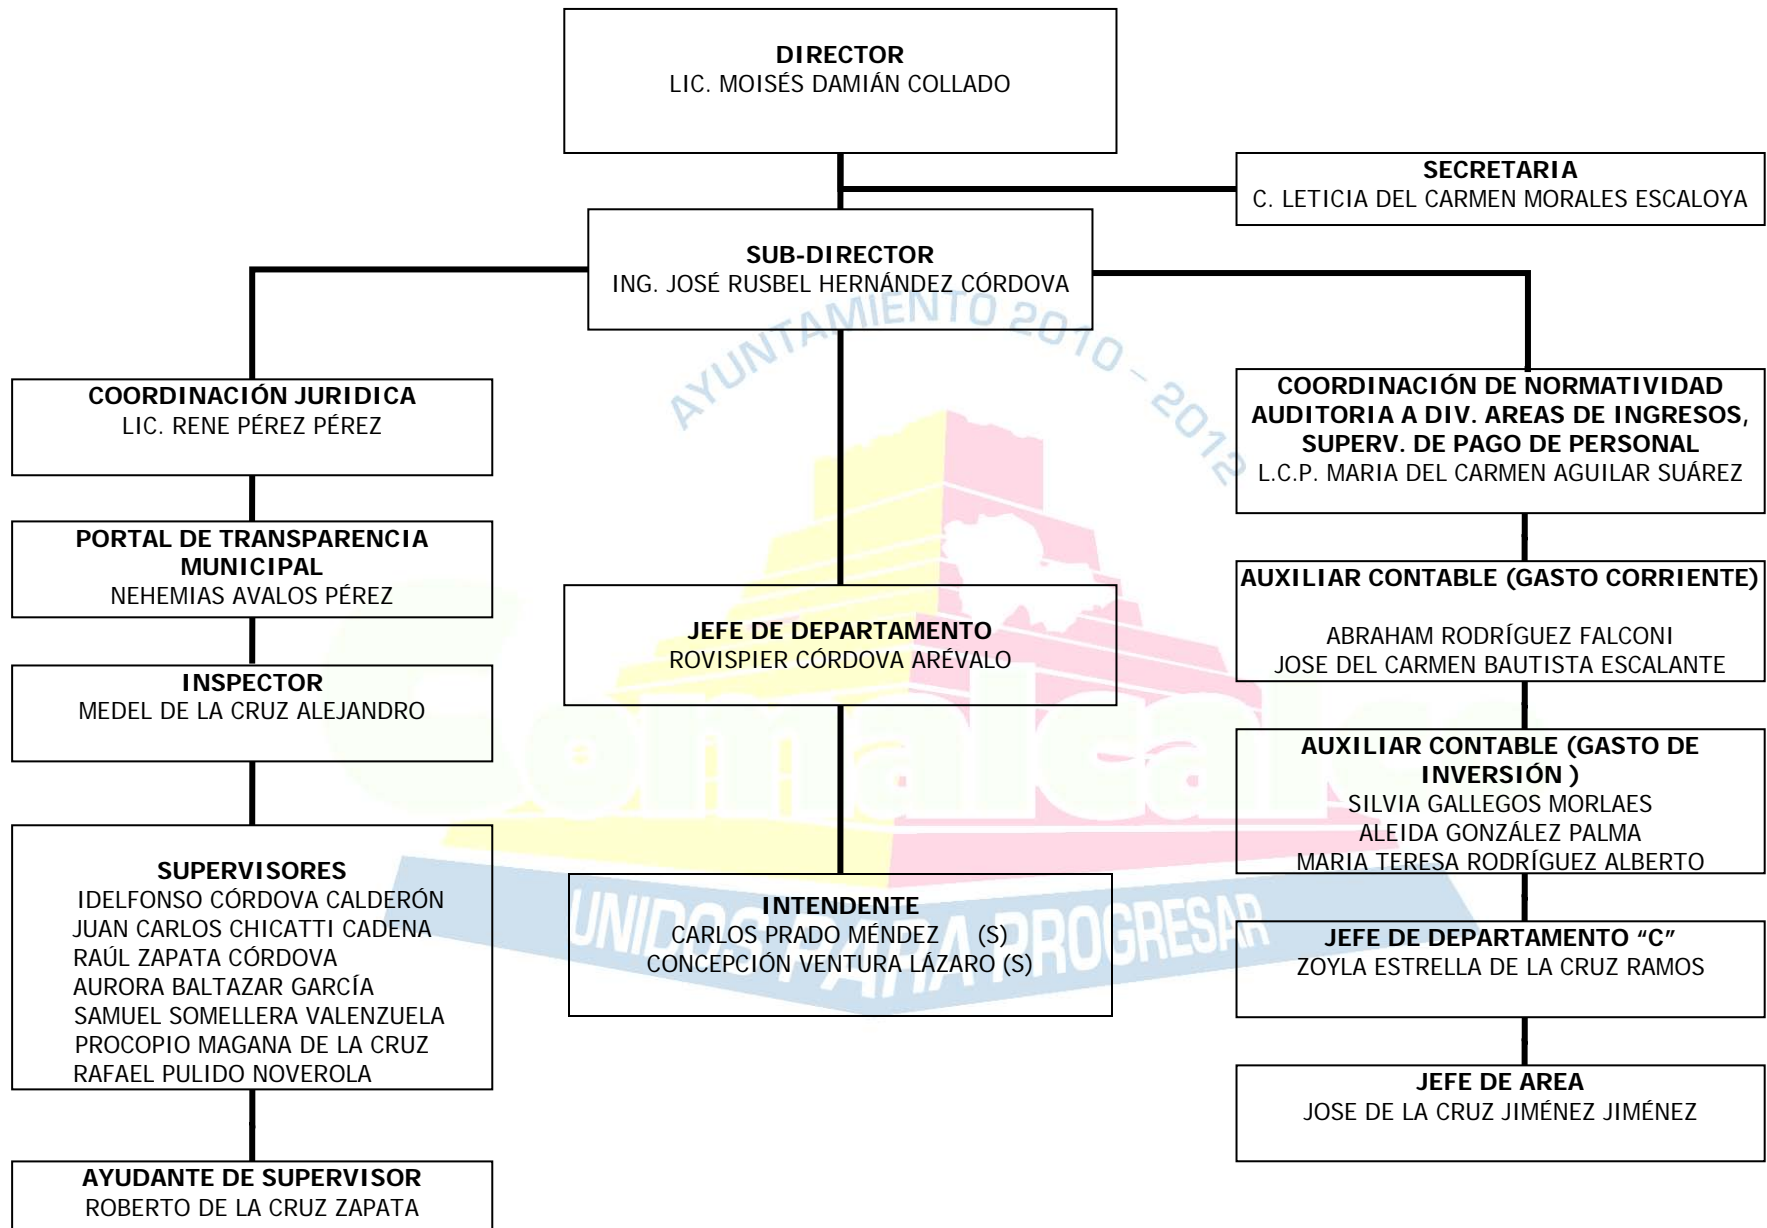 DIRECTOR
LIC. MOISÉS DAMIÁN COLLADO
SECRETARIA
C. LETICIA DEL CARMEN MORALES ESCALOYA
SUB-DIRECTOR
ING. JOSÉ RUSBEL HERNÁNDEZ CÓRDOVA
AYUNTAMIENTO 2010 - 2012
COORDINACIÓN JURIDICA
LIC. RENE PÉREZ PÉREZ
PORTAL DE TRANSPARENCIA
MUNICIPAL
NEHEMIAS AVALOS PÉREZ
INSPECTOR
MEDEL DE LA CRUZ ALEJANDRO
SUPERVISORES
IDELFONSO CÓRDOVA CALDERÓN
JUAN CARLOS CHICATTI CADENA
RAÚL ZAPATA CÓRDOVA
AURORA BALTAZAR GARCÍA
SAMUEL SOMELLERA VALENZUELA
PROCOPIO MAGANA DE LA CRUZ
RAFAEL PULIDO NOVEROLA
AYUDANTE DE SUPERVISOR
ROBERTO DE LA CRUZ ZAPATA
JEFE DE DEPARTAMENTO
ROVISPIER CÓRDOVA ARÉVALO
Comalcalco
INTENDENTE
CARLOS PRADO MÉNDEZ (S)
CONCEPCIÓN VENTURA LÁZARO (S)
UNIDOS PARA PROGRESAR
COORDINACIÓN DE NORMATIVIDAD
AUDITORIA A DIV. AREAS DE INGRESOS,
SUPERV. DE PAGO DE PERSONAL
L.C.P. MARIA DEL CARMEN AGUILAR SUÁREZ
AUXILIAR CONTABLE (GASTO CORRIENTE)
ABRAHAM RODRÍGUEZ FALCONI
JOSE DEL CARMEN BAUTISTA ESCALANTE
AUXILIAR CONTABLE (GASTO DE
INVERSIÓN )
SILVIA GALLEGOS MORLAES
ALEIDA GONZÁLEZ PALMA
MARIA TERESA RODRÍGUEZ ALBERTO
JEFE DE DEPARTAMENTO “C”
ZOYLA ESTRELLA DE LA CRUZ RAMOS
JEFE DE AREA
JOSE DE LA CRUZ JIMÉNEZ JIMÉNEZ